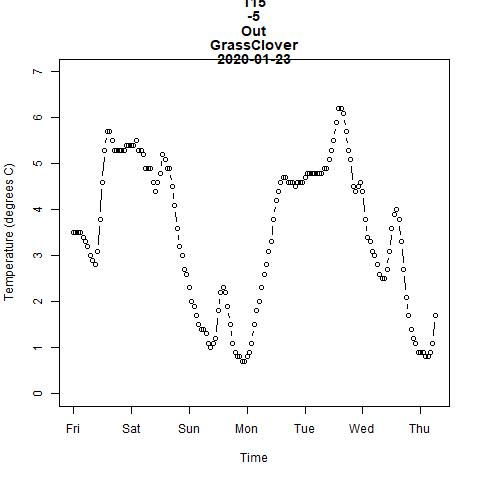 T15
-5
Out
GrassClover
2020-01-23
Temperature (degrees C)
7
6
5
4
3
2
1
0
Fri Sat Sun Mon Tue Wed Thu
Time